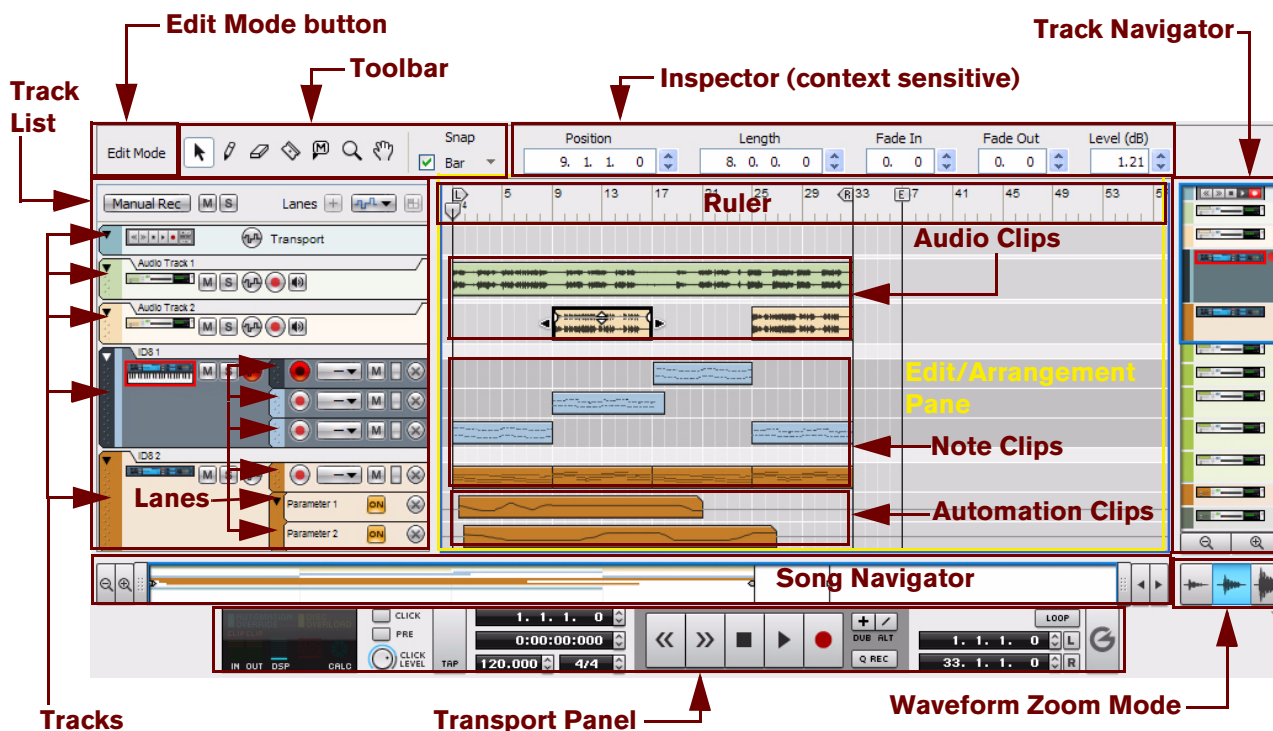 Edit Mode button
Track Navigator
Toolbar
Inspector (context sensitive)
Track
List
Edit Mode
M
Snap
Bar
Position
9. 1. 1. 0
Length
8. 0. 0. 0
Fade In
0. 0
Fade Out
0. 0
Level (dB)
1.21
Manual Rec
M S
Lanes
L 5 9 13 17 21 25 29 R 33 E 41 45 49 53
Ruler
Transport
Audio Clips
Audio Track 1
M S
Audio Track 2
M S
ID8 1
M S
M
M
M
Edit/Arrangement
Pane
Note Clips
ID8 2
M S
M
Lanes
Parameter 1
ON
Automation Clips
Parameter 2
ON
Song Navigator
IN OUT DSP CALC
CLICK
PRE
CLICK
LEVEL
TAP
1. 1. 1. 0
0:00:00:000
120.000 4/4
DUB ALT
Q REC
LOOP
1. 1. 1. 0 L
33. 1. 1. 0 R
Waveform Zoom Mode
Tracks
Transport Panel